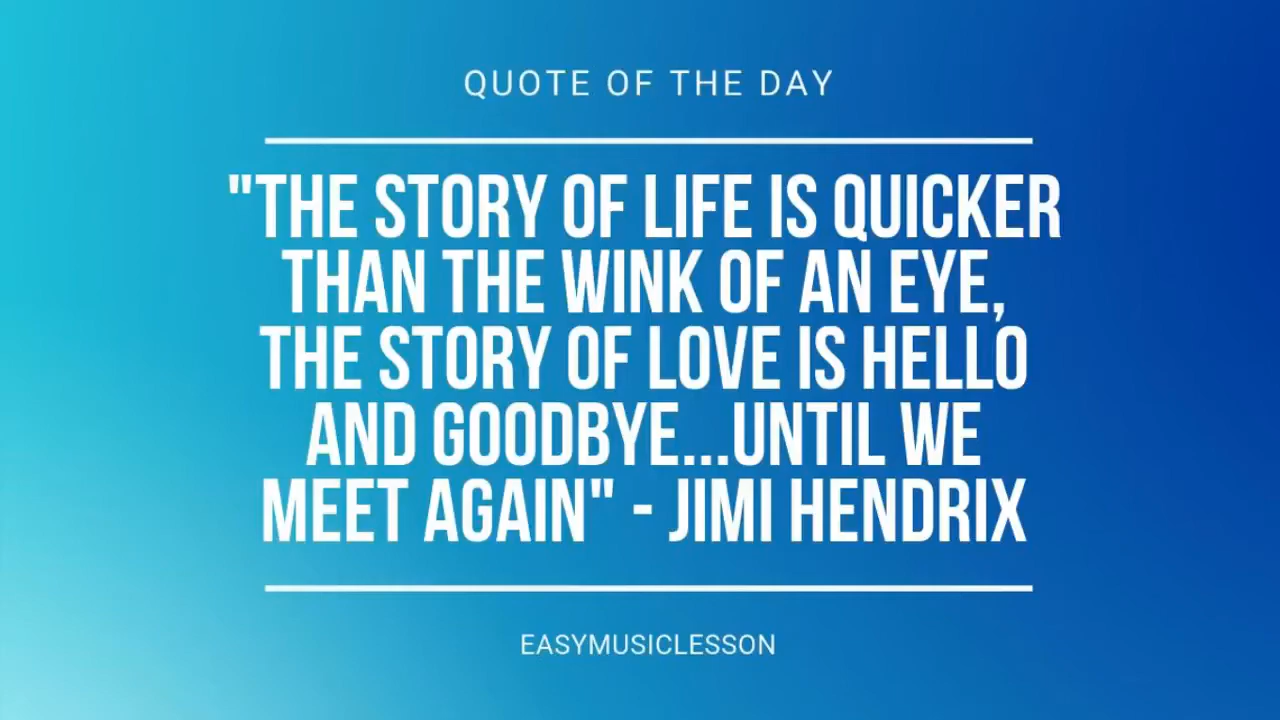 QUOTE OF THE DAY
"THE STORY OF LIFE IS QUICKER
THAN THE WINK OF AN EYE,
THE STORY OF LOVE IS HELLO
AND GOODBYE...UNTIL WE
MEET AGAIN" - JIMI HENDRIX
EASYMUSICLESSON